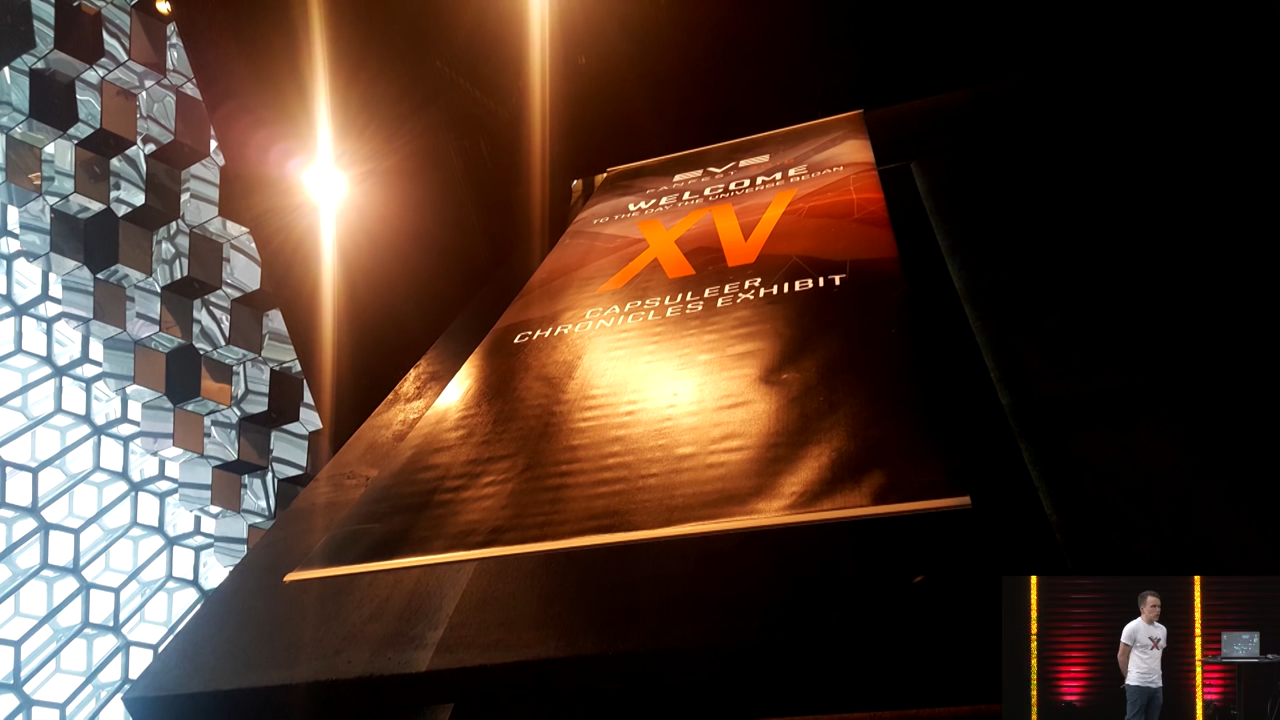 EVE
FANFEST
WELCOME
TO THE DAY THE UNIVERSE BEGAN
XV
CAPSULEER
CHRONICLES EXHIBIT